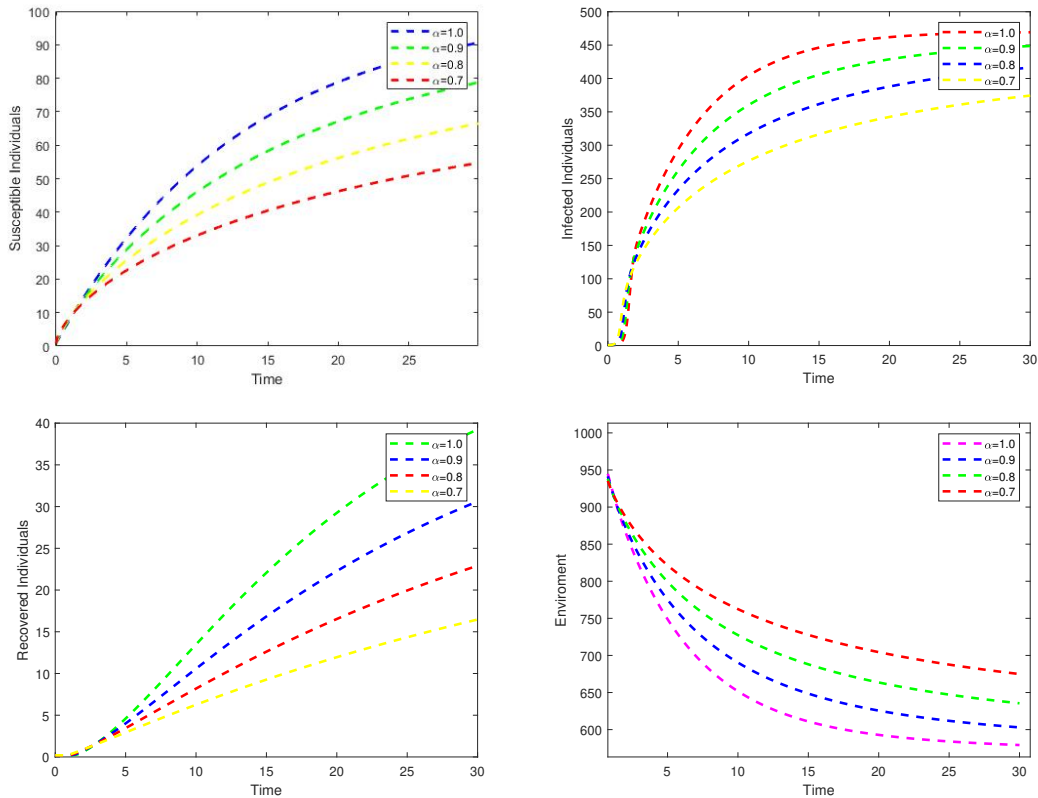 Susceptible Individuals
100
90
80
70
60
50
40
30
20
10
0
0 5 10 15 20 25
Time
α=1.0
α=0.9
α=0.8
α=0.7
Infected Individuals
500
450
400
350
300
250
200
150
100
50
0
0 5 10 15 20 25 30
Time
α=1.0
α=0.9
α=0.8
α=0.7
Recovered Individuals
40
35
30
25
20
15
10
5
0
0 5 10 15 20 25 30
Time
α=1.0
α=0.9
α=0.8
α=0.7
Enviroment
1000
950
900
850
800
750
700
650
600
5 10 15 20 25 30
Time
α=1.0
α=0.9
α=0.8
α=0.7